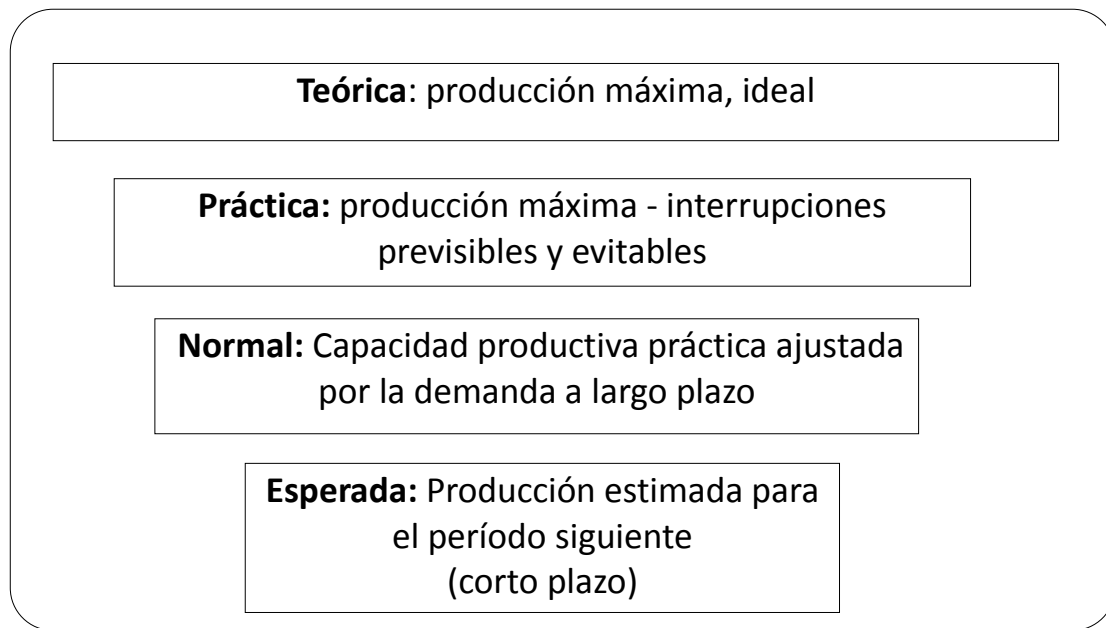 Teórica: producción máxima, ideal
Práctica: producción máxima - interrupciones
previsibles y evitables
Normal: Capacidad productiva práctica ajustada
por la demanda a largo plazo
Esperada: Producción estimada para
el período siguiente
(corto plazo)